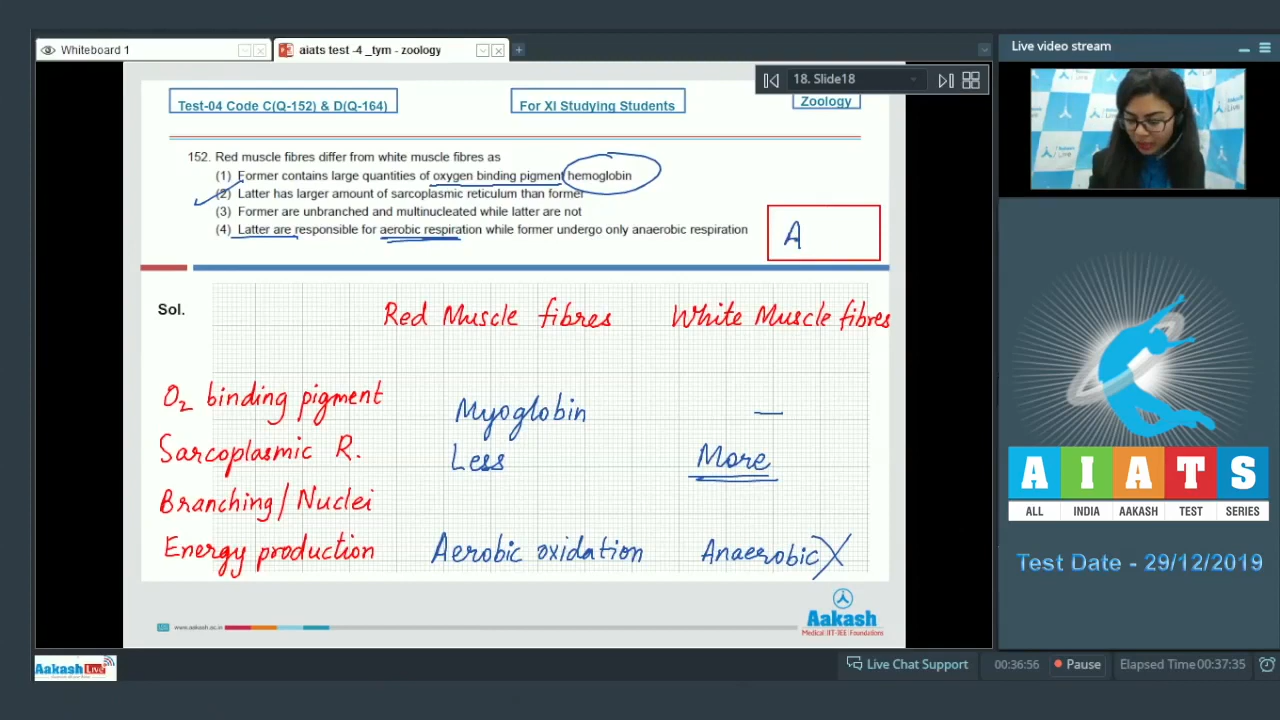 Whiteboard 1
aiats test -4 _tym - zoology
Live video stream
18. Slide18
Test-04 Code C(Q-152) & D(Q-164)
For XI Studying Students
Zoology
152. Red muscle fibres differ from white muscle fibres as
(1) Former contains large quantities of oxygen binding pigment hemoglobin
(2) Latter has larger amount of sarcoplasmic reticulum than former
(3) Former are unbranched and multinucleated while latter are not
(4) Latter are responsible for aerobic respiration while former undergo only anaerobic respiration
A
Sol.
Red Muscle fibres
White Muscle fibres
O2 binding pigment
Myoglobin
—
Sarcoplasmic R.
Less
More
Branching/Nuclei
Energy production
Aerobic oxidation
Anaerobic X
www.aakash.ac.in
Aakash
Medical|IIT-JEE|Foundations
A I A T S
ALL INDIA AAKASH TEST SERIES
Test Date - 29/12/2019
Aakash Live
Live Chat Support
00:36:56
Pause
Elapsed Time 00:37:35